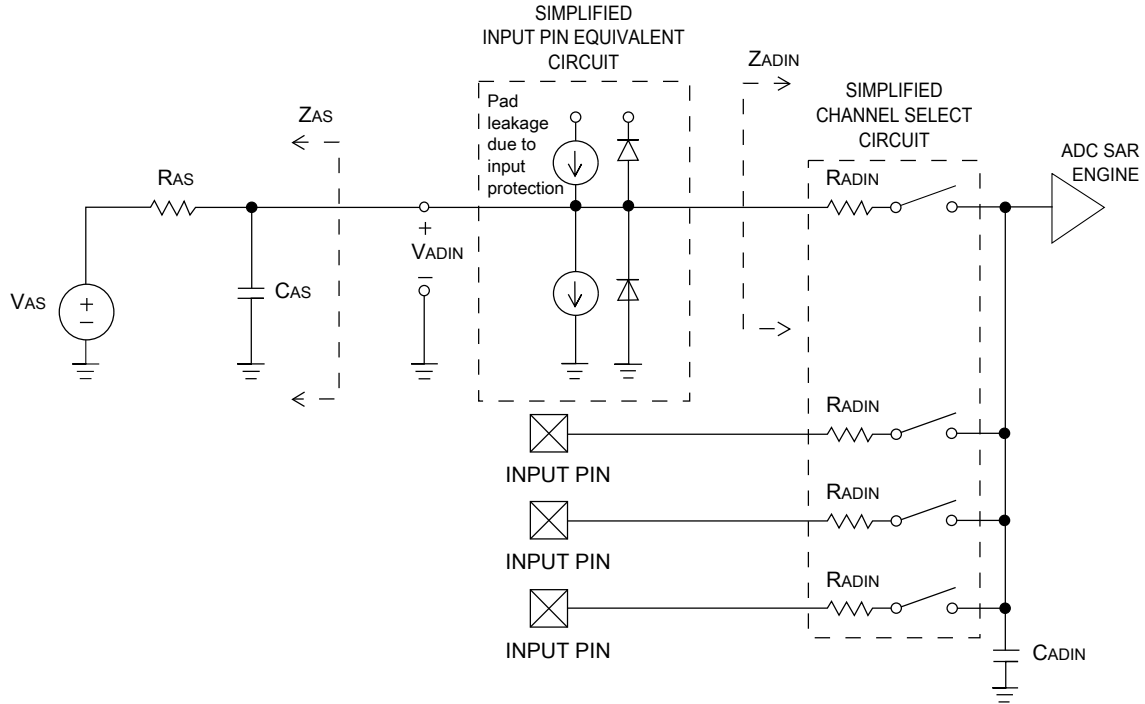 SIMPLIFIED
INPUT PIN EQUIVALENT
CIRCUIT
ZADIN
Pad
leakage
due to
input
protection
SIMPLIFIED
CHANNEL SELECT
CIRCUIT
ZAS
ADC SAR
ENGINE
RAS
RADIN
+
VADIN
–
CAS
VAS
+
–
RADIN
INPUT PIN
RADIN
INPUT PIN
RADIN
INPUT PIN
CADIN